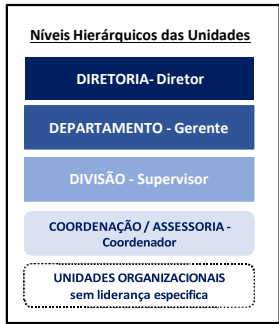 Níveis Hierárquicos das Unidades
DIRETORIA- Diretor
DEPARTAMENTO - Gerente
DIVISÃO - Supervisor
COORDENAÇÃO / ASSESSORIA -
Coordenador
UNIDADES ORGANIZACIONAIS
sem liderança especifica